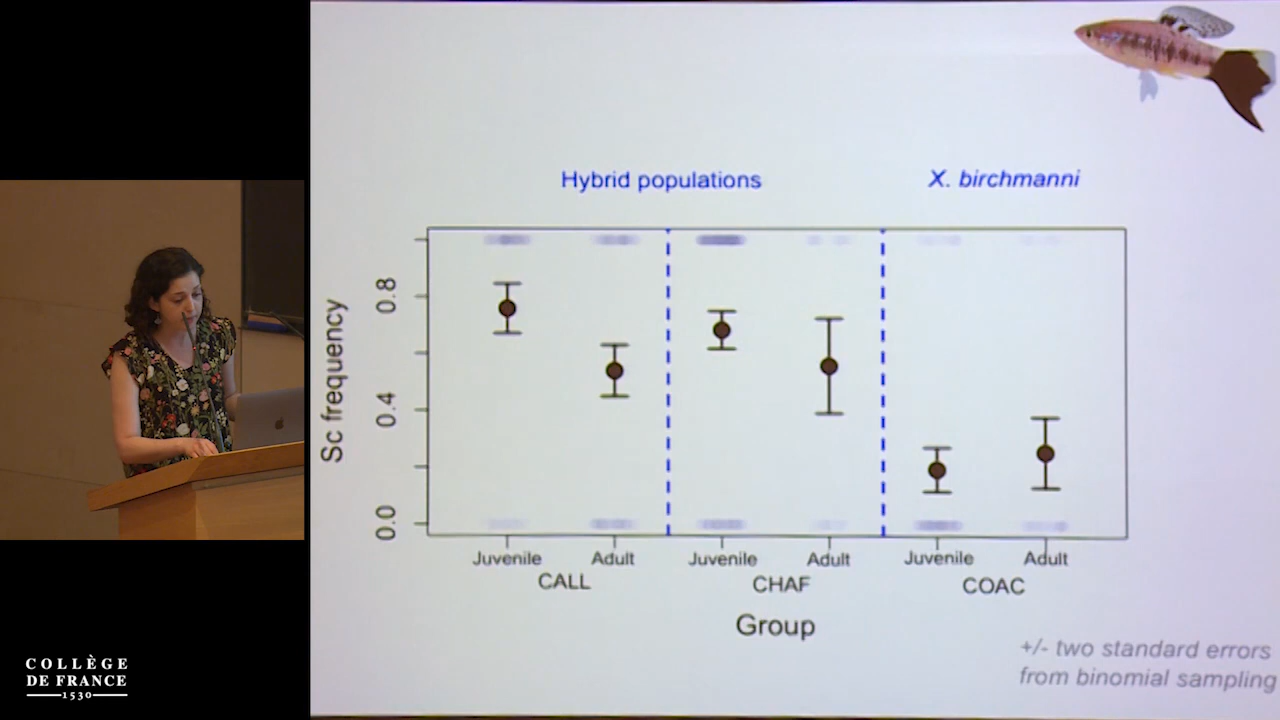 Hybrid populations
X. birchmanni
Sc frequency
0.8
0.4
0.0
Juvenile Adult Juvenile Adult Juvenile Adult
CALL CHAF COAC
Group
+/- two standard errors
from binomial sampling
COLLÈGE
DE FRANCE
1530